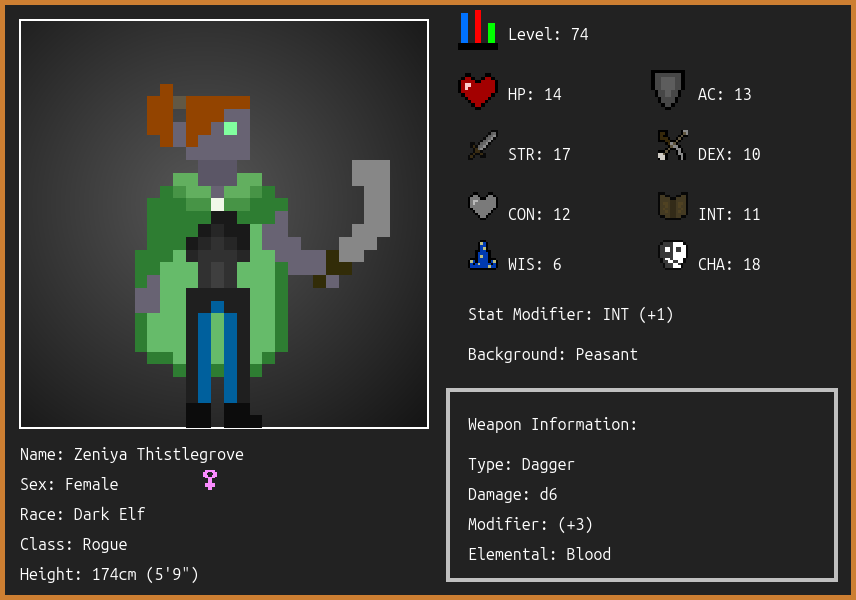 Level: 74
HP: 14
AC: 13
STR: 17
DEX: 10
CON: 12
INT: 11
WIS: 6
CHA: 18
Stat Modifier: INT (+1)
Background: Peasant
Weapon Information:
Type: Dagger
Damage: d6
Modifier: (+3)
Elemental: Blood
Name: Zeniya Thistlegrove
Sex: Female
Race: Dark Elf
Class: Rogue
Height: 174cm (5'9")